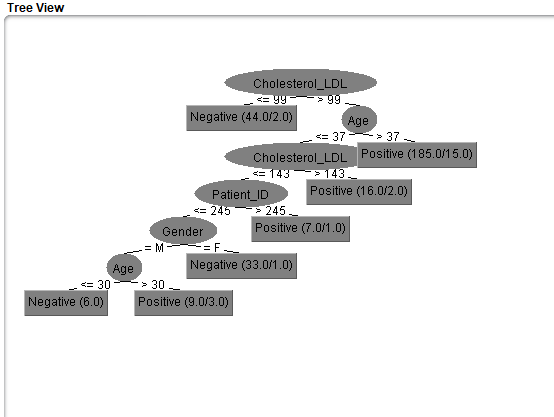 Tree View
Cholesterol_LDL
<= 99 > 99
Negative (44.0/2.0) Age
<= 37 > 37
Cholesterol_LDL Positive (185.0/15.0)
<= 143 > 143
Patient_ID Positive (16.0/2.0)
<= 245 > 245
Gender Positive (7.0/1.0)
= M = F
Age Negative (33.0/1.0)
<= 30 > 30
Negative (6.0) Positive (9.0/3.0)